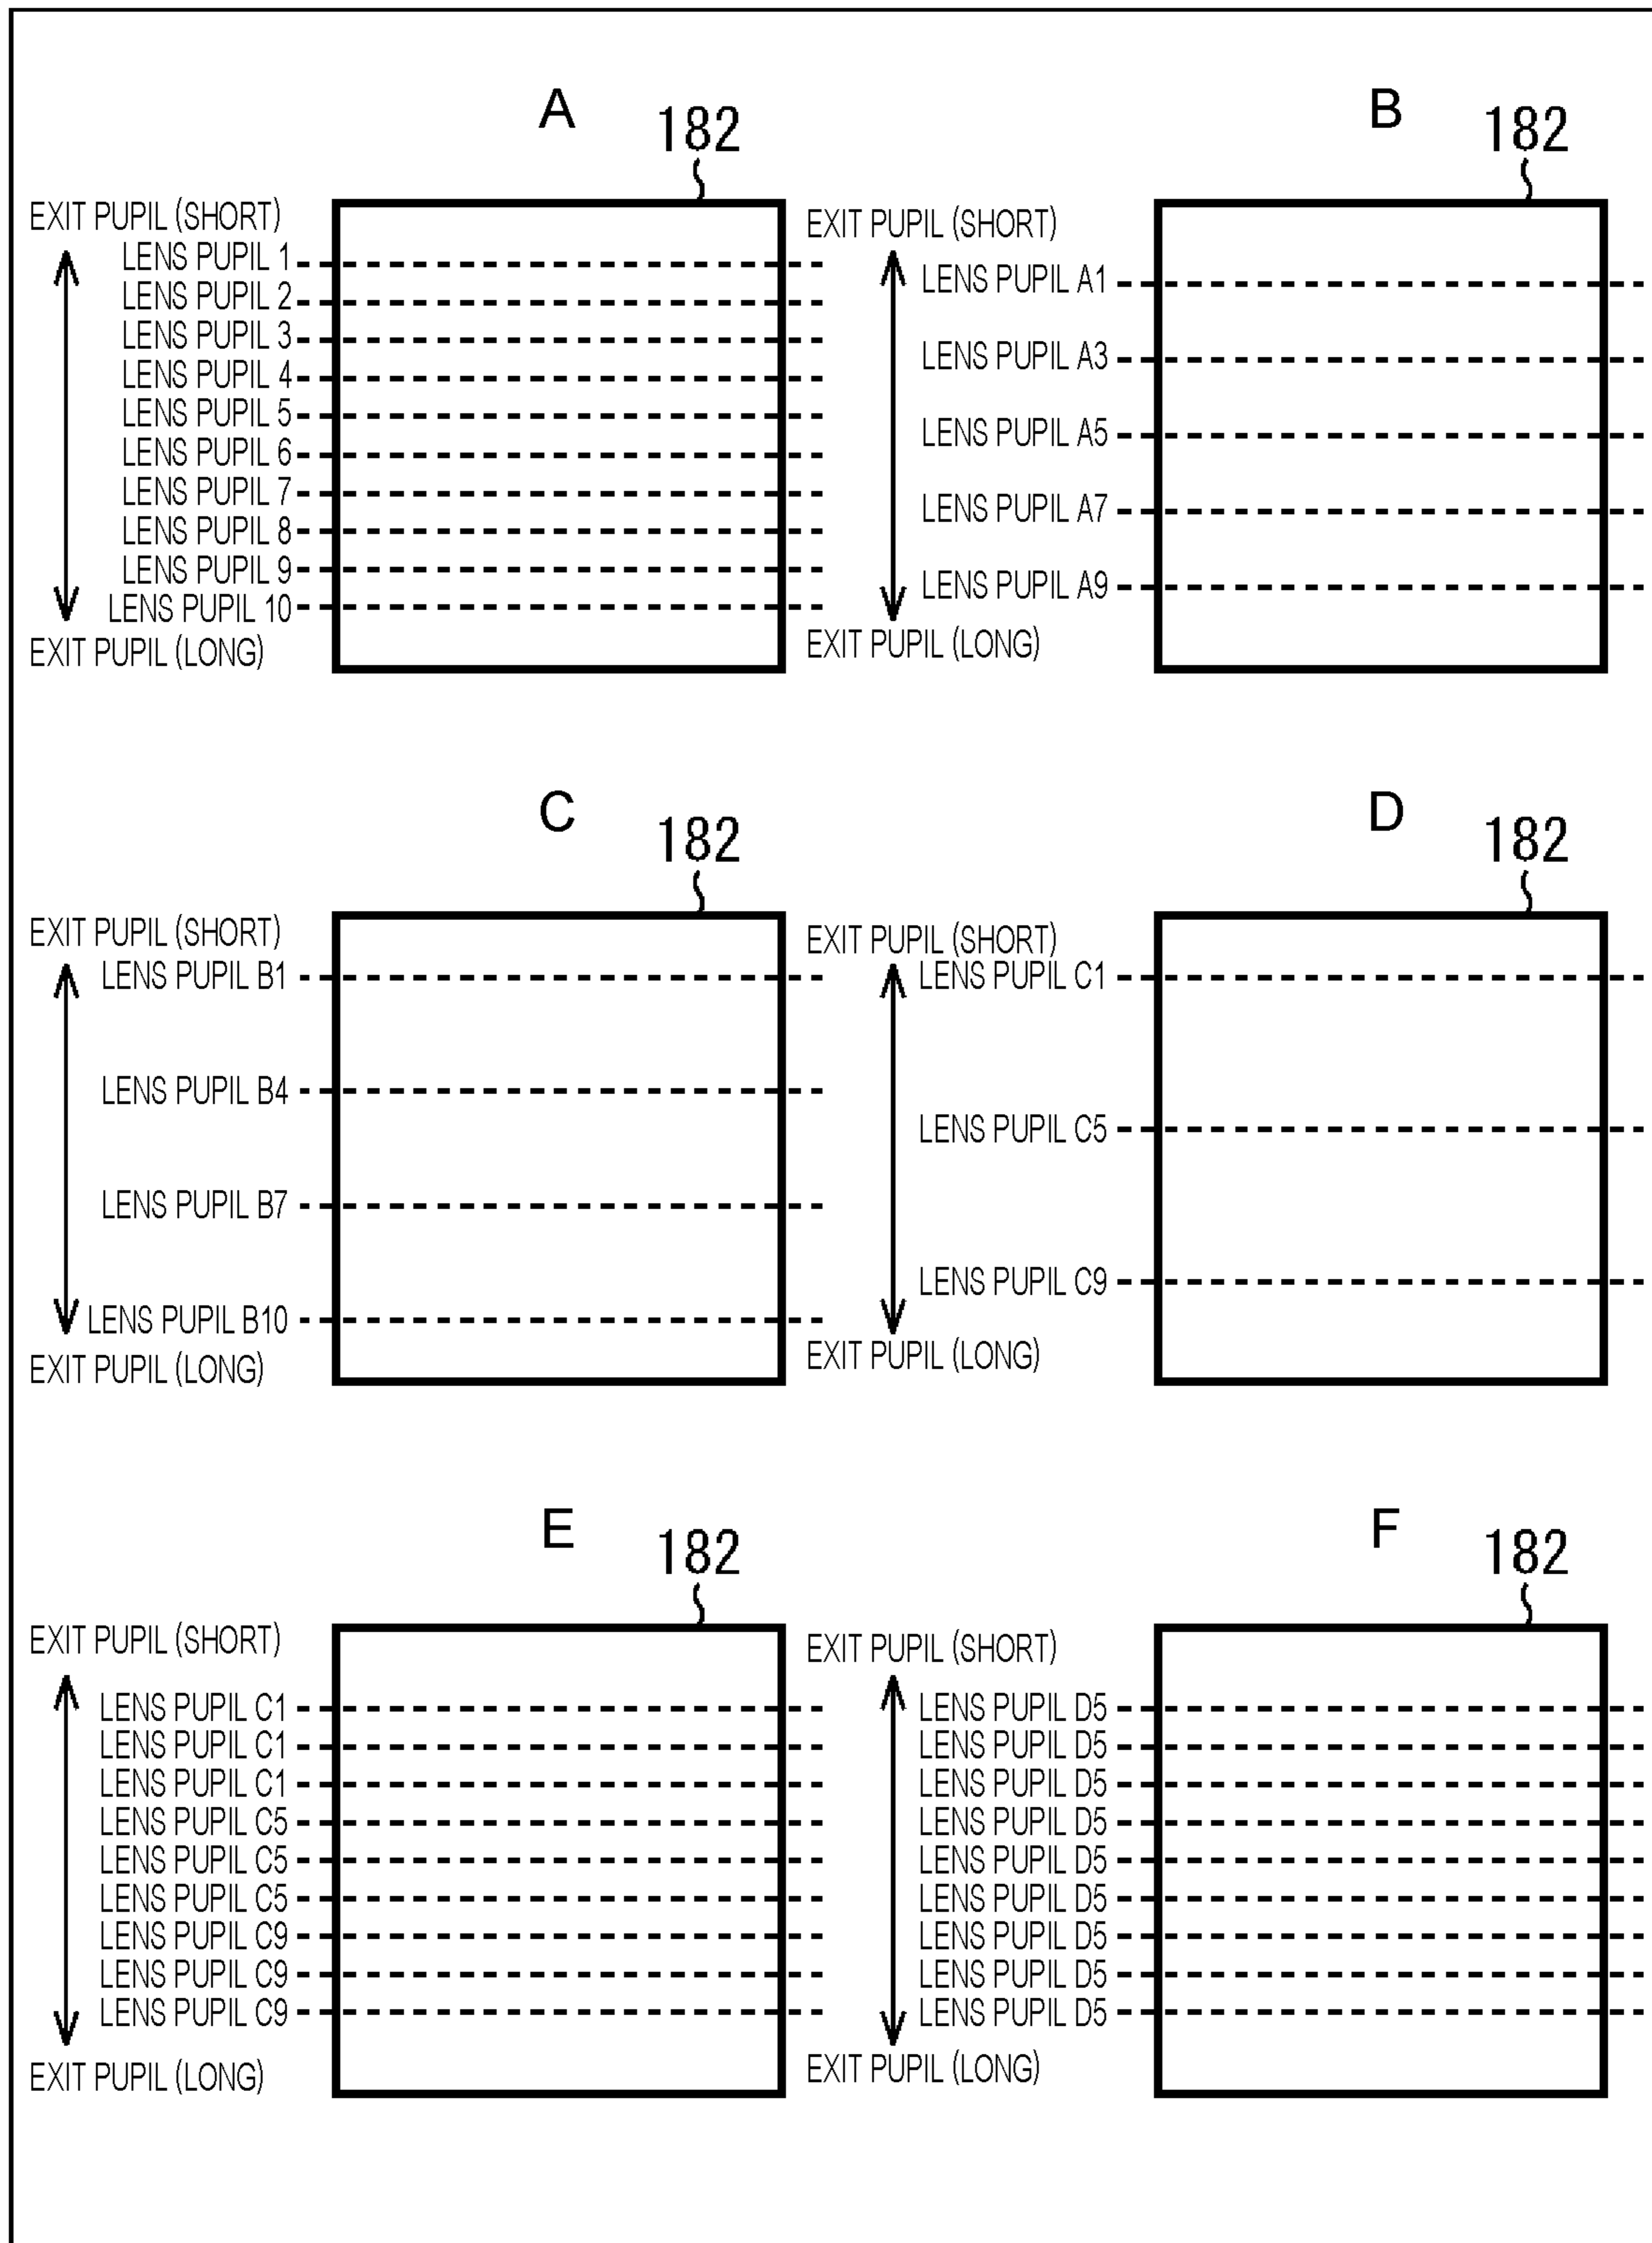 A
182
EXIT PUPIL (SHORT)
LENS PUPIL 1
LENS PUPIL 2
LENS PUPIL 3
LENS PUPIL 4
LENS PUPIL 5
LENS PUPIL 6
LENS PUPIL 7
LENS PUPIL 8
LENS PUPIL 9
LENS PUPIL 10
EXIT PUPIL (LONG)
B
182
EXIT PUPIL (SHORT)
LENS PUPIL A1
LENS PUPIL A3
LENS PUPIL A5
LENS PUPIL A7
LENS PUPIL A9
EXIT PUPIL (LONG)
C
182
EXIT PUPIL (SHORT)
LENS PUPIL B1
LENS PUPIL B4
LENS PUPIL B7
LENS PUPIL B10
EXIT PUPIL (LONG)
D
182
EXIT PUPIL (SHORT)
LENS PUPIL C1
LENS PUPIL C5
LENS PUPIL C9
EXIT PUPIL (LONG)
E
182
EXIT PUPIL (SHORT)
LENS PUPIL C1
LENS PUPIL C1
LENS PUPIL C1
LENS PUPIL C5
LENS PUPIL C5
LENS PUPIL C5
LENS PUPIL C9
LENS PUPIL C9
LENS PUPIL C9
EXIT PUPIL (LONG)
F
182
EXIT PUPIL (SHORT)
LENS PUPIL D5
LENS PUPIL D5
LENS PUPIL D5
LENS PUPIL D5
LENS PUPIL D5
LENS PUPIL D5
LENS PUPIL D5
LENS PUPIL D5
LENS PUPIL D5
EXIT PUPIL (LONG)